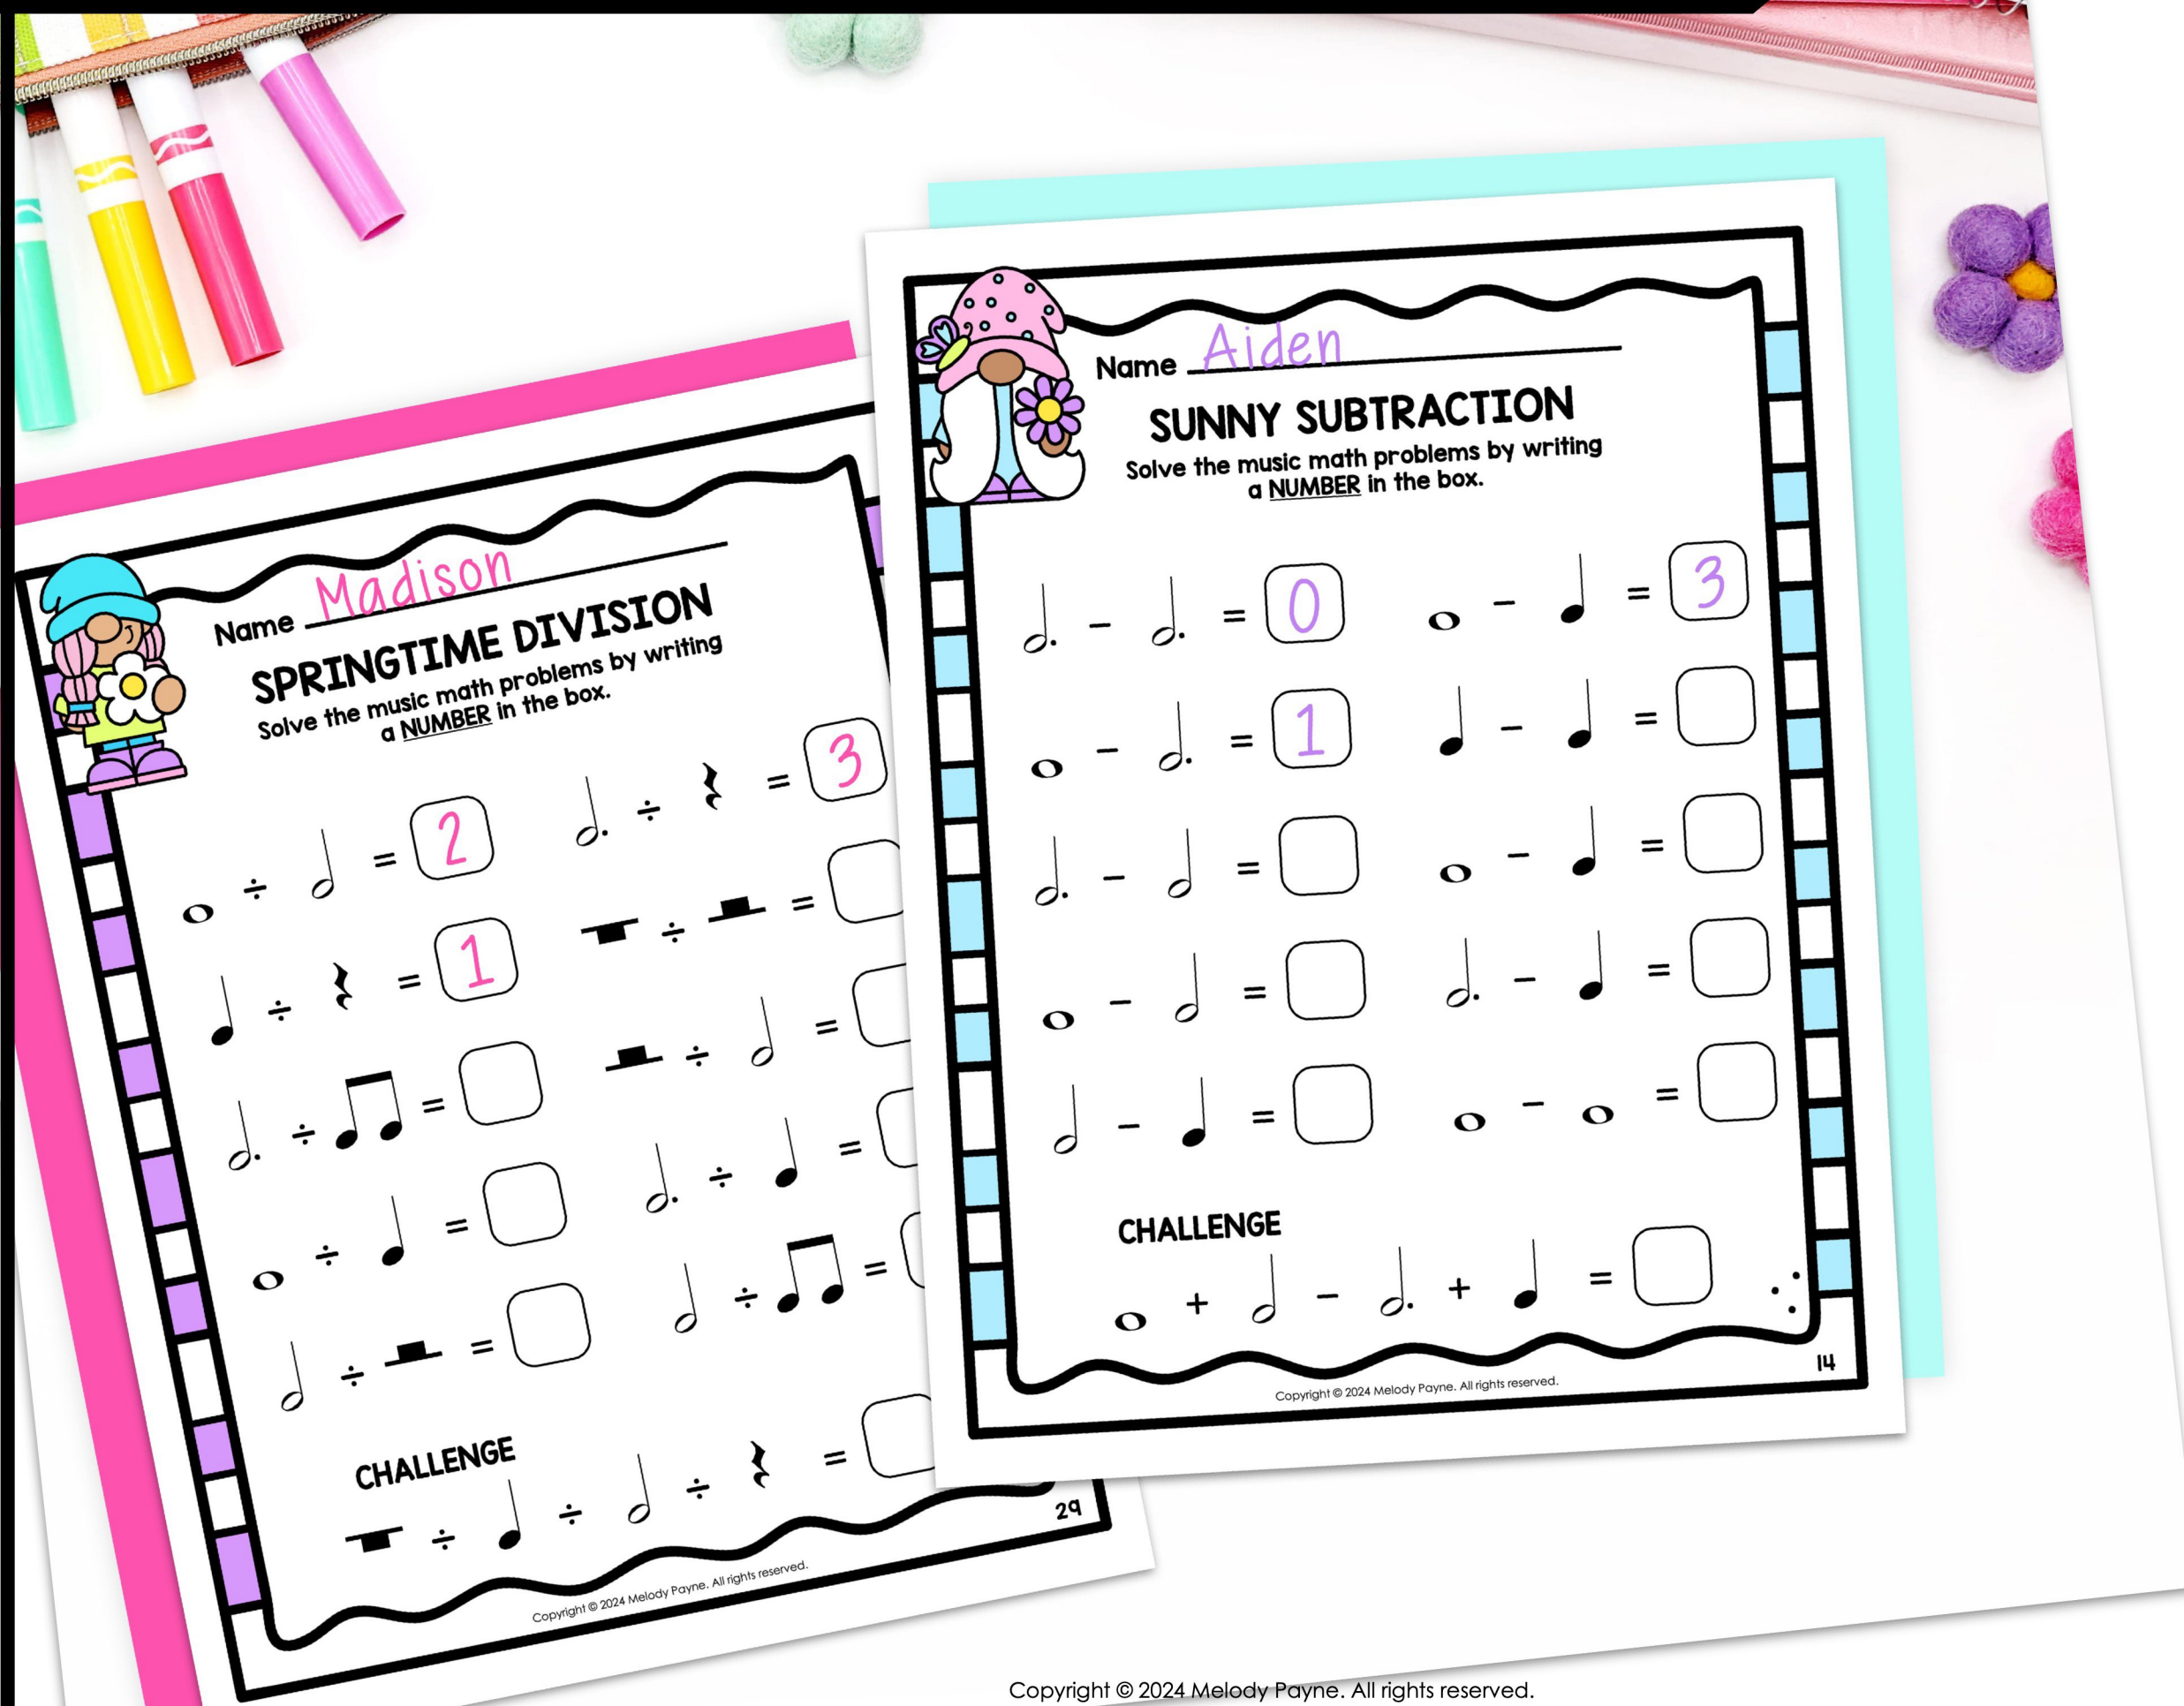 Name Madison
SPRINGTIME DIVISION
Solve the music math problems by writing
a NUMBER in the box.
÷ = 2
÷ = 3
÷ = 1
÷ =
÷ =
÷ =
÷ =
÷ =
÷ =
÷ =
CHALLENGE
÷ ÷ ÷ =
29
Copyright © 2024 Melody Payne. All rights reserved.
Name Aiden
SUNNY SUBTRACTION
Solve the music math problems by writing
a NUMBER in the box.
- = 0
- = 3
- = 1
- =
- =
- =
- =
- =
- =
- =
CHALLENGE
+ - + =
14
Copyright © 2024 Melody Payne. All rights reserved.
Copyright © 2024 Melody Payne. All rights reserved.